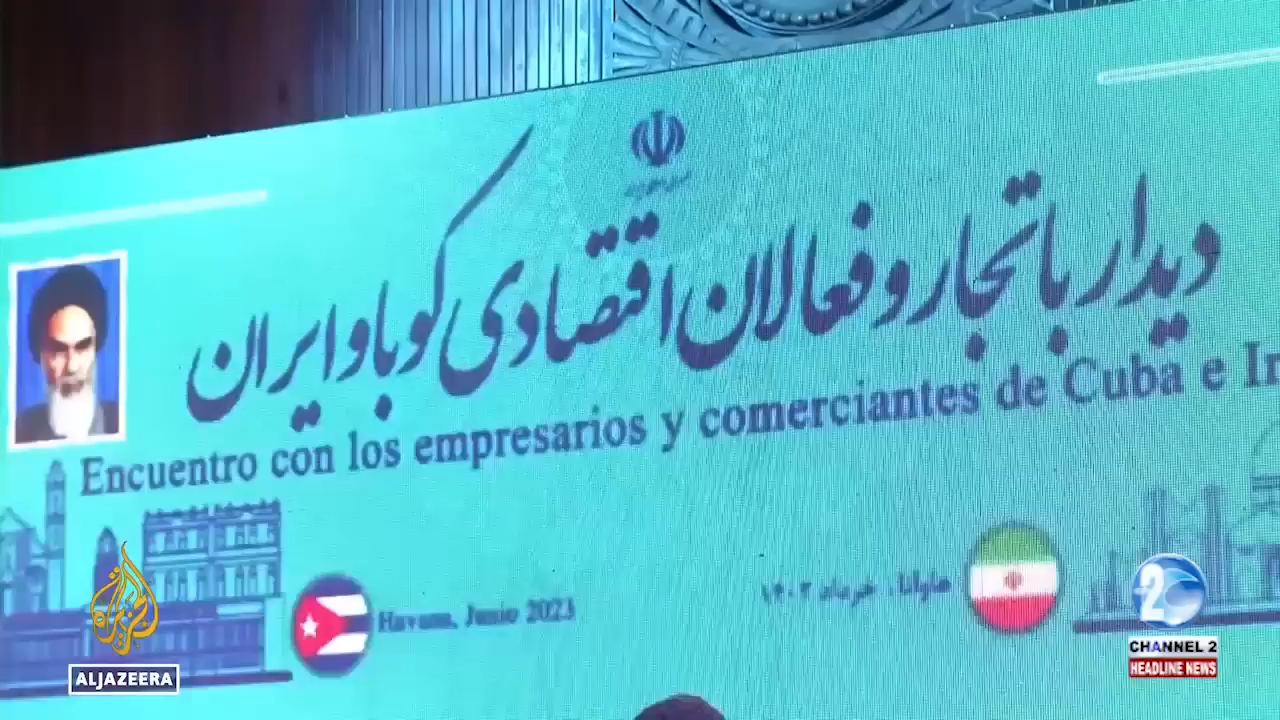 دیدار با تجار و فعالان اقتصادی کوبا و ایران
Encuentro con los empresarios y comerciantes de Cuba e
Havana, Junio 2023
هاوانا، خرداد ۱۴۰۲
ALJAZEERA
2
CHANNEL 2
HEADLINE NEWS